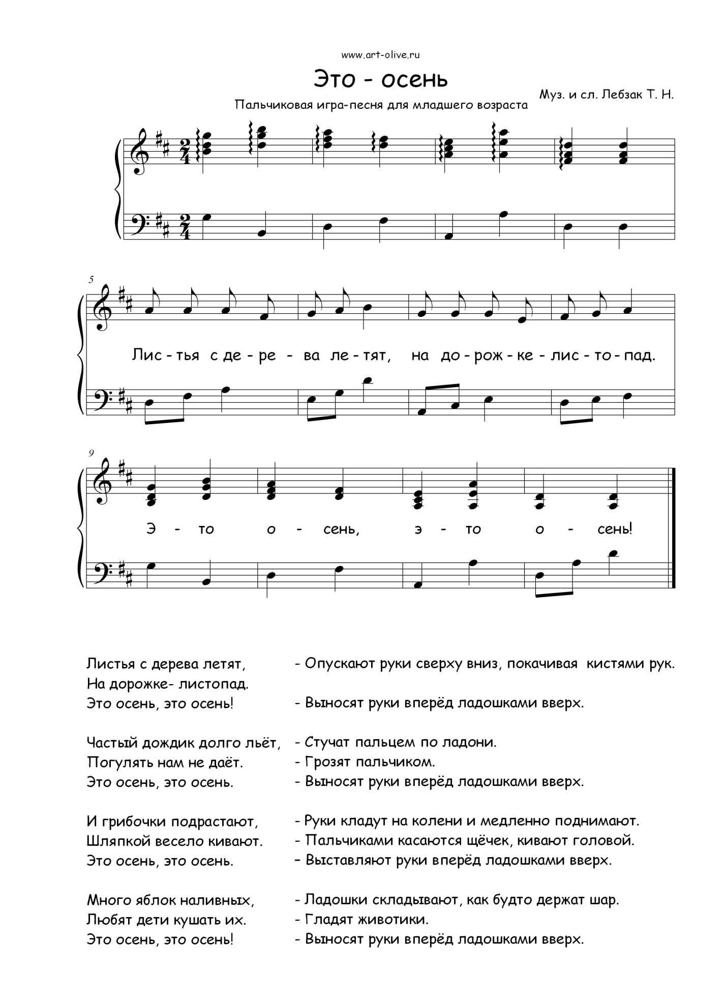 www.art-olive.ru
Это - осень
Муз. и сл. Лебзак Т. Н.
Пальчиковая игра-песня для младшего возраста
2 4
2 4
5
Лис - тья с де - ре - ва ле - тят, на до - рож - ке - лис - то - пад.
9
Э - то о - сень, э - то о - сень!
Листья с дерева летят, - Опускают руки сверху вниз, покачивая кистями рук.
На дорожке- листопад.
Это осень, это осень! - Выносят руки вперёд ладошками вверх.
Частый дождик долго льёт, - Стучат пальцем по ладони.
Погулять нам не даёт. - Грозят пальчиком.
Это осень, это осень. - Выносят руки вперёд ладошками вверх.
И грибочки подрастают, - Руки кладут на колени и медленно поднимают.
Шляпкой весело кивают. - Пальчиками касаются щёчек, кивают головой.
Это осень, это осень. – Выставляют руки вперёд ладошками вверх.
Много яблок наливных, - Ладошки складывают, как будто держат шар.
Любят дети кушать их. - Гладят животики.
Это осень, это осень! - Выносят руки вперёд ладошками вверх.